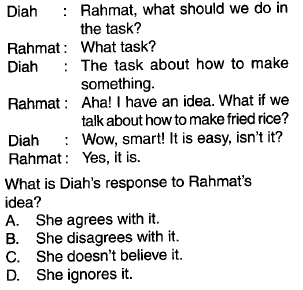 Diah : Rahmat, what should we do in
the task?
Rahmat : What task?
Diah : The task about how to make
something.
Rahmat : Aha! I have an idea. What if we
talk about how to make fried rice?
Diah : Wow, smart! It is easy, isn't it?
Rahmat : Yes, it is.
What is Diah's response to Rahmat's
idea?
A. She agrees with it.
B. She disagrees with it.
C. She doesn't believe it.
D. She ignores it.